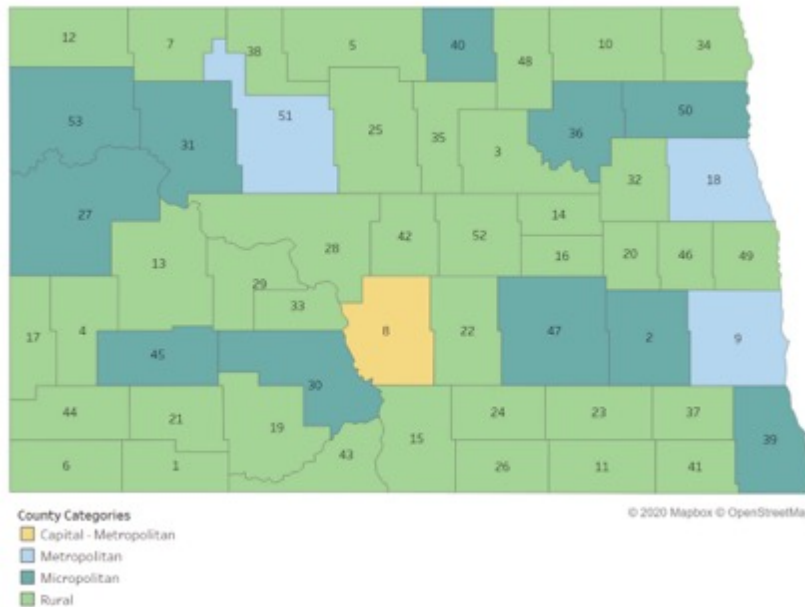 12 7 38 5 40 48 10 34
53 31 51 25 35 3 36 50
27 32 18
13 28 42 52 14 16 20 46 49
29 33
17 4 45 8 22 47 2 9
30
44 21 19 15 24 23 37 39
6 1 43 26 11 41
County Categories
Capital - Metropolitan
Metropolitan
Micropolitan
Rural
© 2020 Mapbox © OpenStreetMa